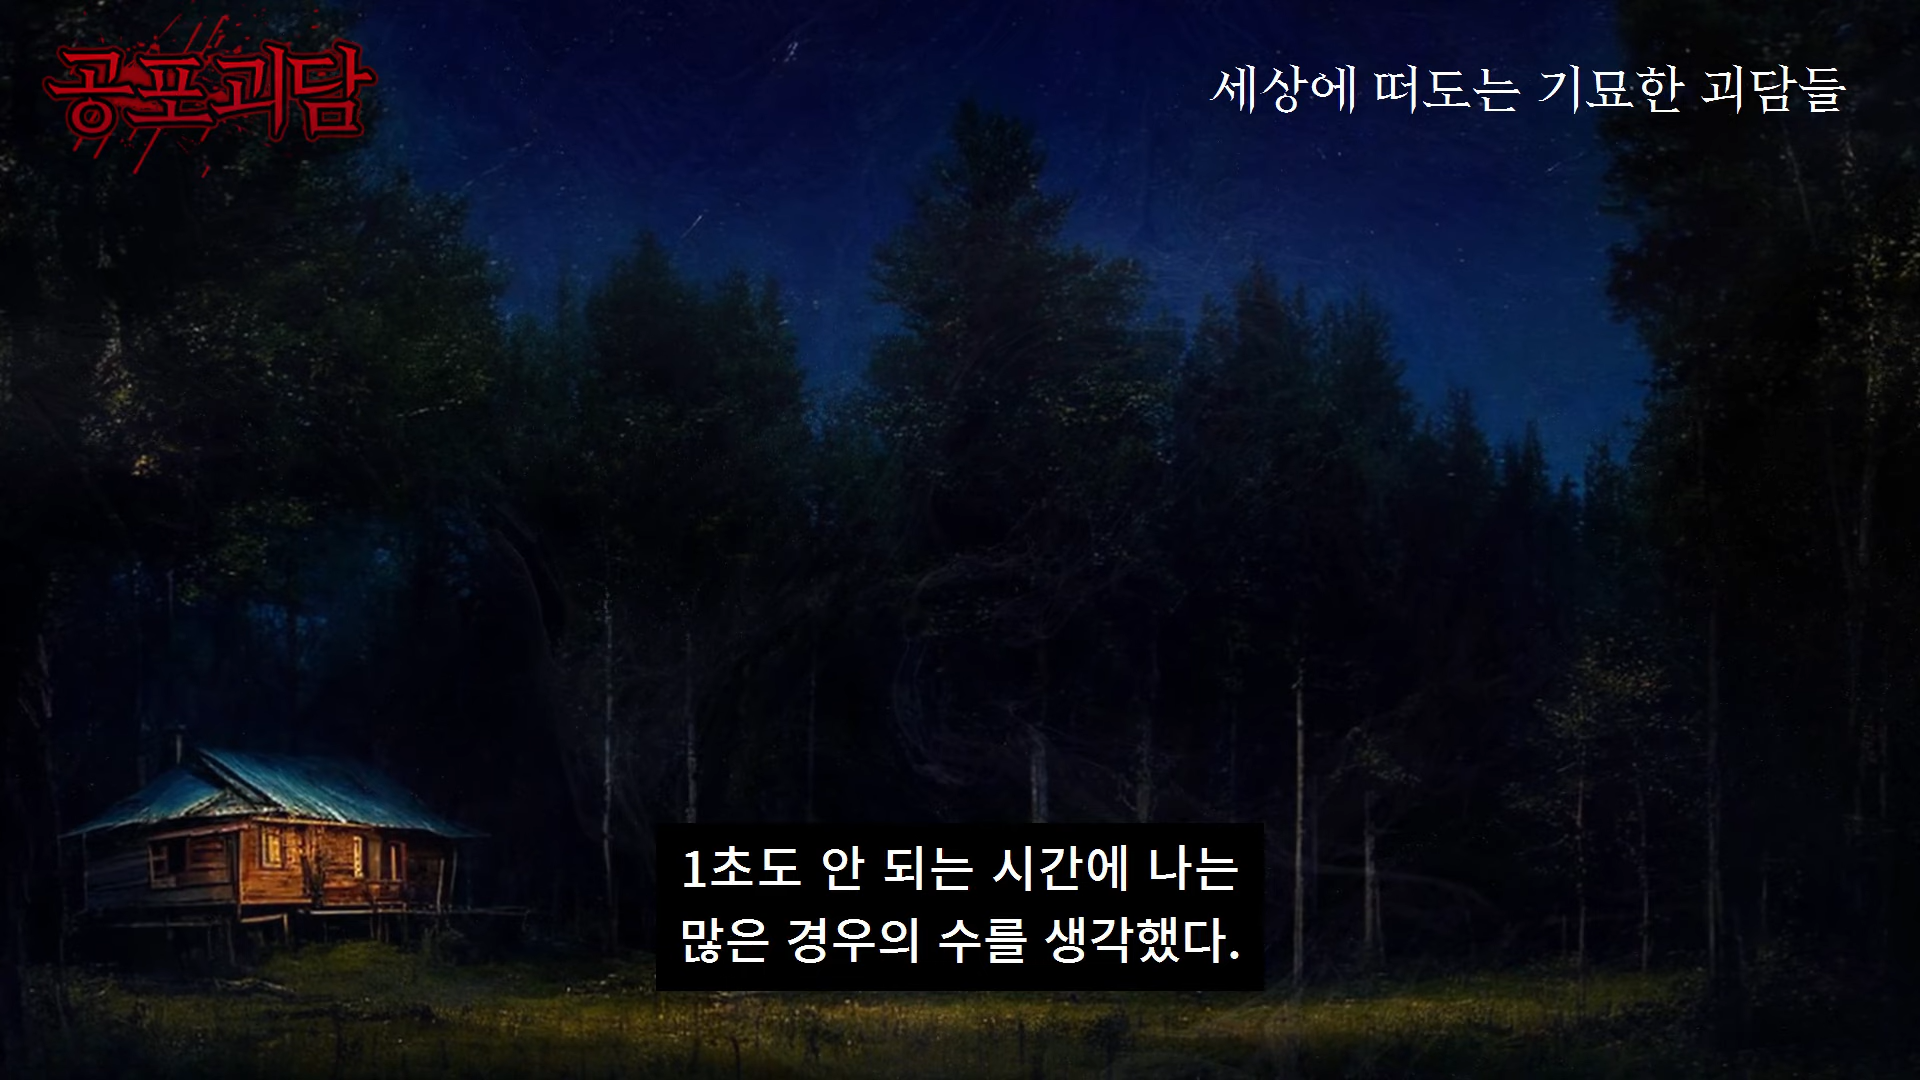 공포괴담
세상에 떠도는 기묘한 괴담들
1초도 안 되는 시간에 나는
많은 경우의 수를 생각했다.